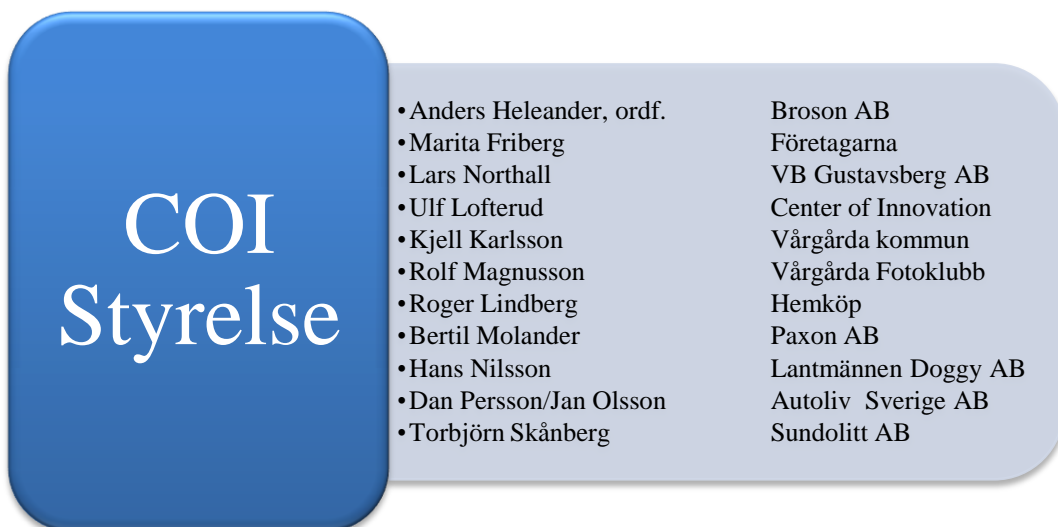 COI
Styrelse
•Anders Heleander, ordf. Broson AB
•Marita Friberg Företagarna
•Lars Northall VB Gustavsberg AB
•Ulf Lofterud Center of Innovation
•Kjell Karlsson Vårgårda kommun
•Rolf Magnusson Vårgårda Fotoklubb
•Roger Lindberg Hemköp
•Bertil Molander Paxon AB
•Hans Nilsson Lantmännen Doggy AB
•Dan Persson/Jan Olsson Autoliv Sverige AB
•Torbjörn Skånberg Sundolitt AB